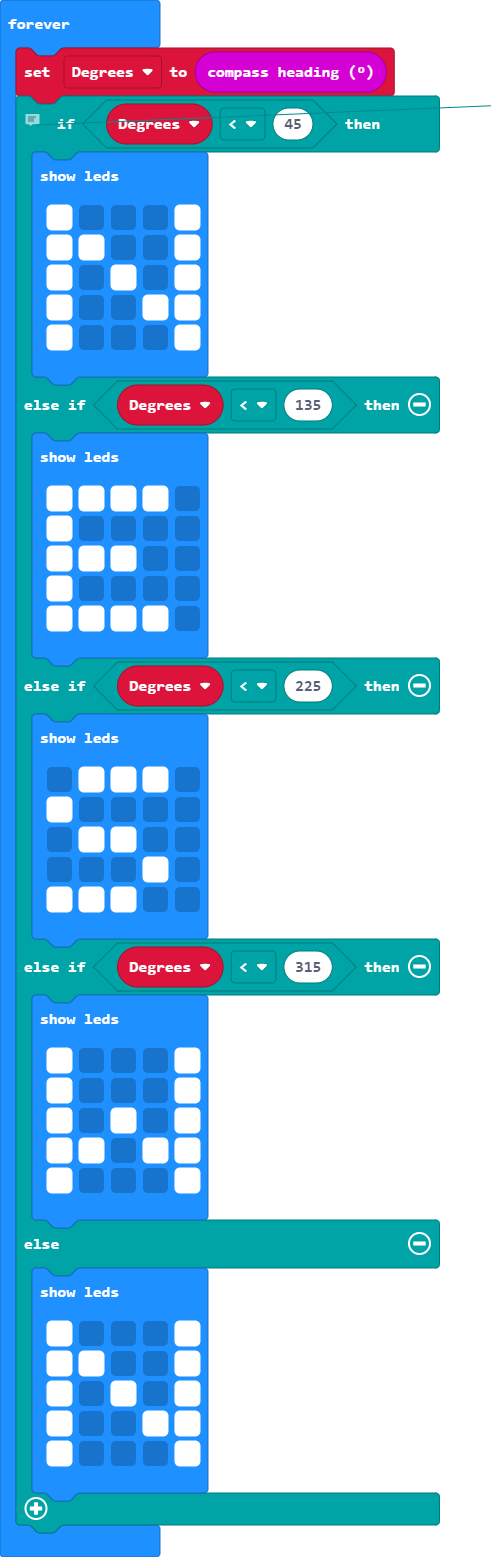 forever
set Degrees to compass heading (º)
if Degrees < 45 then
show leds
else if Degrees < 135 then
show leds
else if Degrees < 225 then
show leds
else if Degrees < 315 then
show leds
else
show leds